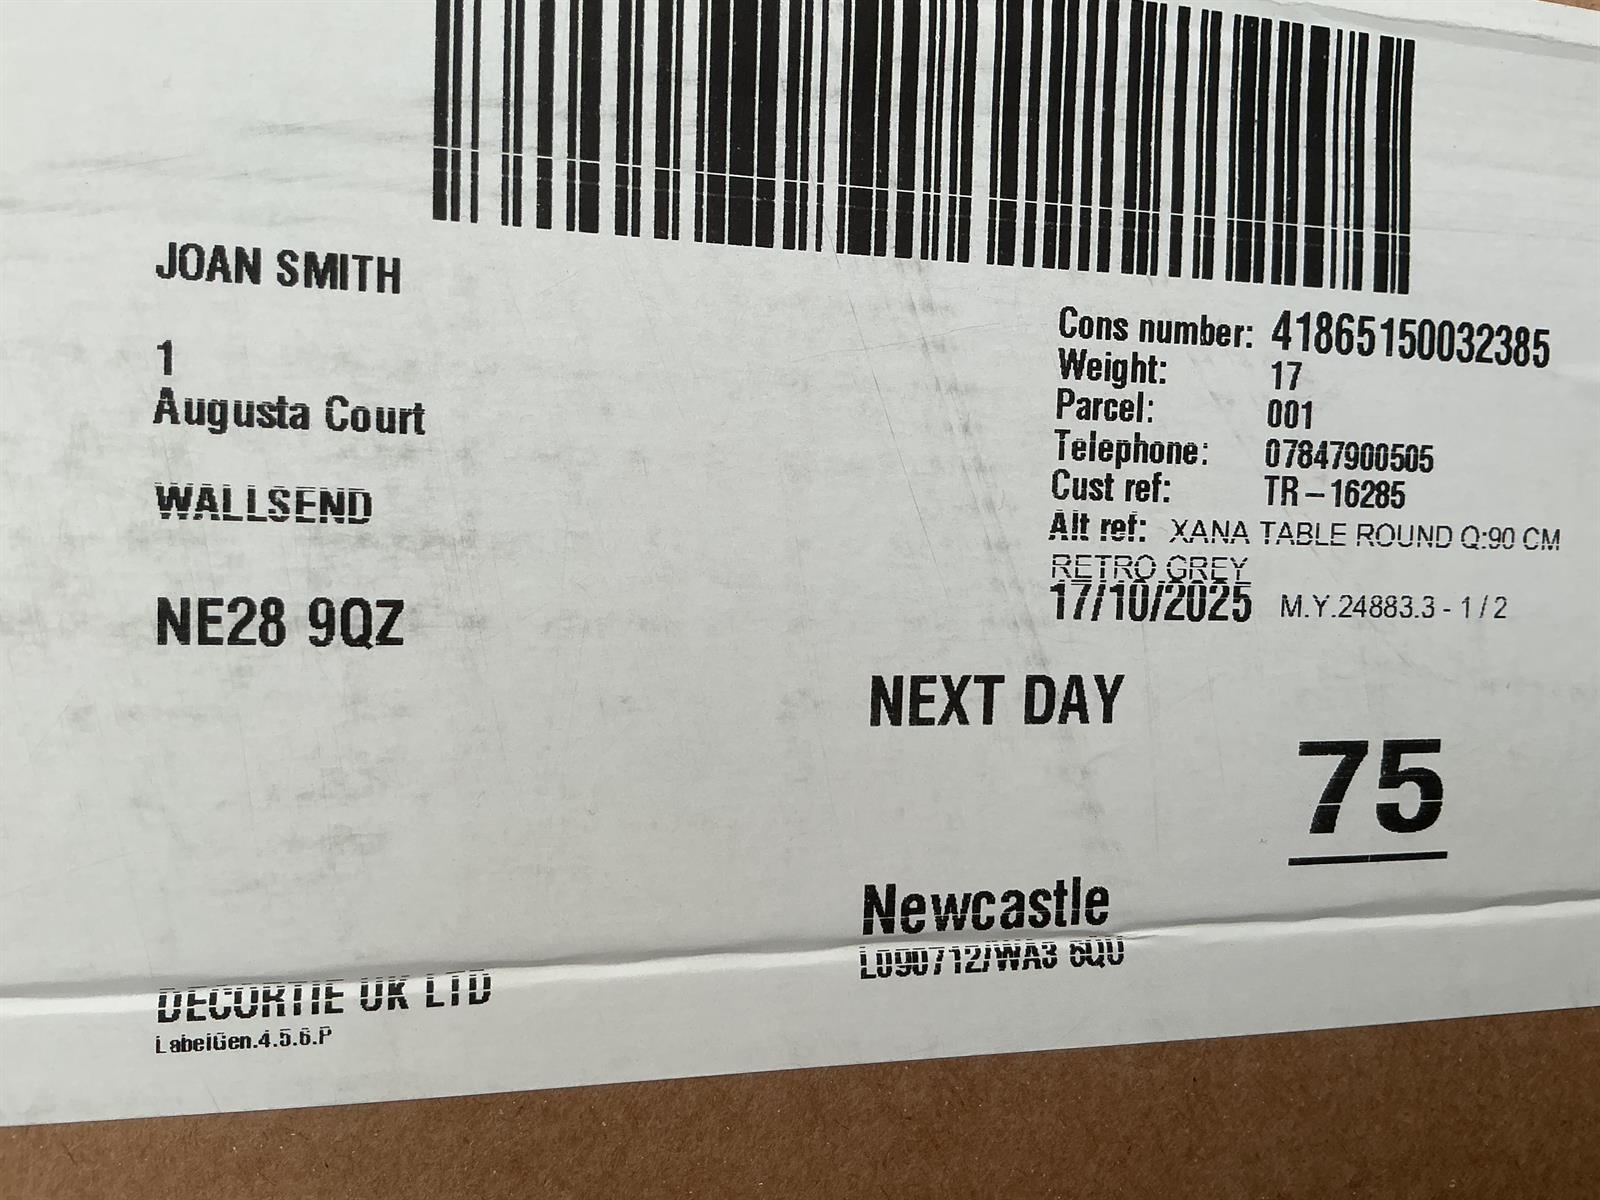 JOAN SMITH
1
Augusta Court
WALLSEND
NE28 9QZ
Cons number: 41865150032385
Weight: 17
Parcel: 001
Telephone: 07847900505
Cust ref: TR-16285
Alt ref: XANA TABLE ROUND Q:90 CM
RETRO GREY
17/10/2025 M.Y.24883.3 - 1 / 2
NEXT DAY
75
Newcastle
L090712/WA3 6QU
DECORTIE UK LTD
LabelGen.4.5.6.P